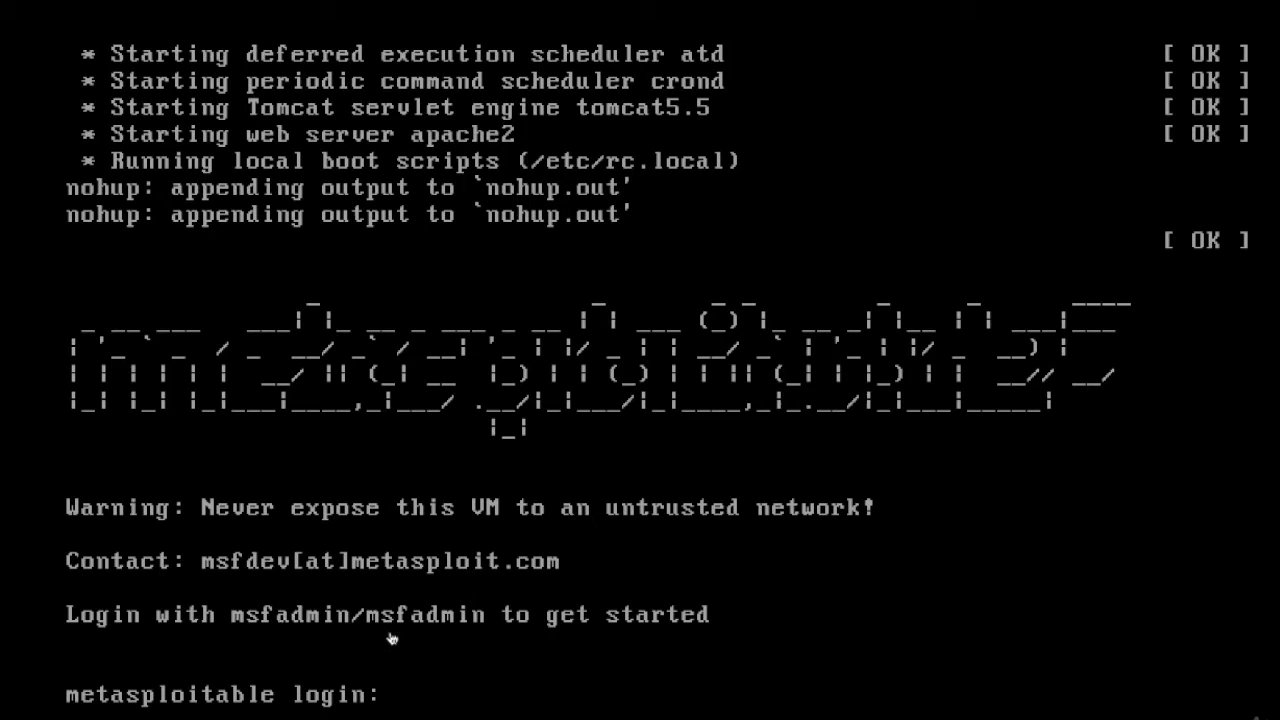 * Starting deferred execution scheduler atd [ OK ]
* Starting periodic command scheduler crond [ OK ]
* Starting Tomcat servlet engine tomcat5.5 [ OK ]
* Starting web server apache2 [ OK ]
* Running local boot scripts (/etc/rc.local)
nohup: appending output to `nohup.out'
nohup: appending output to `nohup.out'
[ OK ]
metasploitable2
Warning: Never expose this VM to an untrusted network!
Contact: msfdev[at]metasploit.com
Login with msfadmin/msfadmin to get started
metasploitable login: